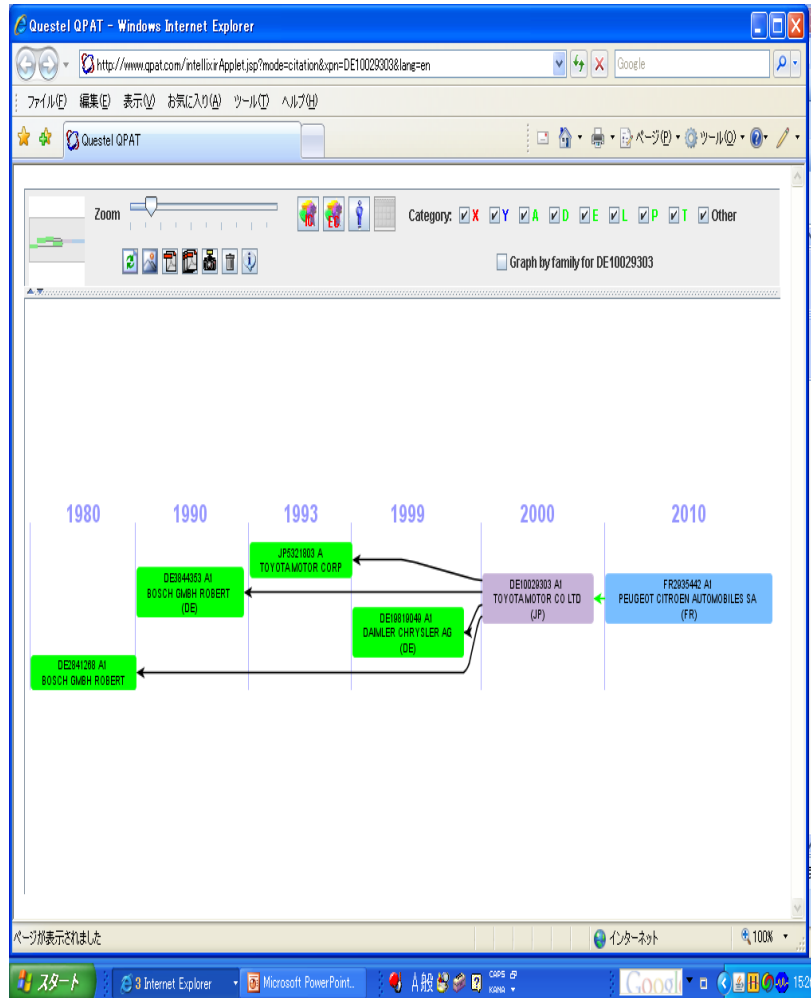 Questel QPAT - Windows Internet Explorer
http://www.qpat.com/intellixirApplet.jsp?mode=citation&xpn=DE10029303&lang=en
Google
ファイル(F) 編集(E) 表示(V) お気に入り(A) ツール(T) ヘルプ(H)
Questel QPAT
ページ(P) ツール(O)
Zoom
Category: X Y A D E L P T Other
Graph by family for DE10029303
1980 1990 1993 1999 2000 2010
JP5321803 A
TOYOTA MOTOR CORP
DE3844353 A1
BOSCH GMBH ROBERT
(DE)
DE10029303 A1
TOYOTA MOTOR CO LTD
(JP)
FR2935442 A1
PEUGEOT CITROEN AUTOMOBILES SA
(FR)
DE19819049 A1
DAIMLER CHRYSLER AG
(DE)
DE2841268 A1
BOSCH GMBH ROBERT
ページが表示されました
インターネット
100%
スタート
3 Internet Explorer
Microsoft PowerPoint...
A 般
CAPS
KANA
Google